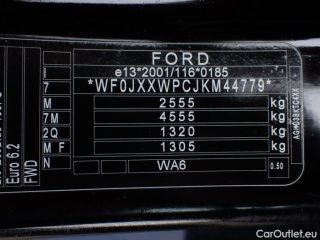 FORD
I e13*2001/116*0185
7 *WF0JXXWPCJKM44779*
M 2555 kg
7M 4555 kg
2Q 1320 kg
M F 1305 kg
N WA6 0.50
Euro 6.2
FWD
CarOutlet.eu